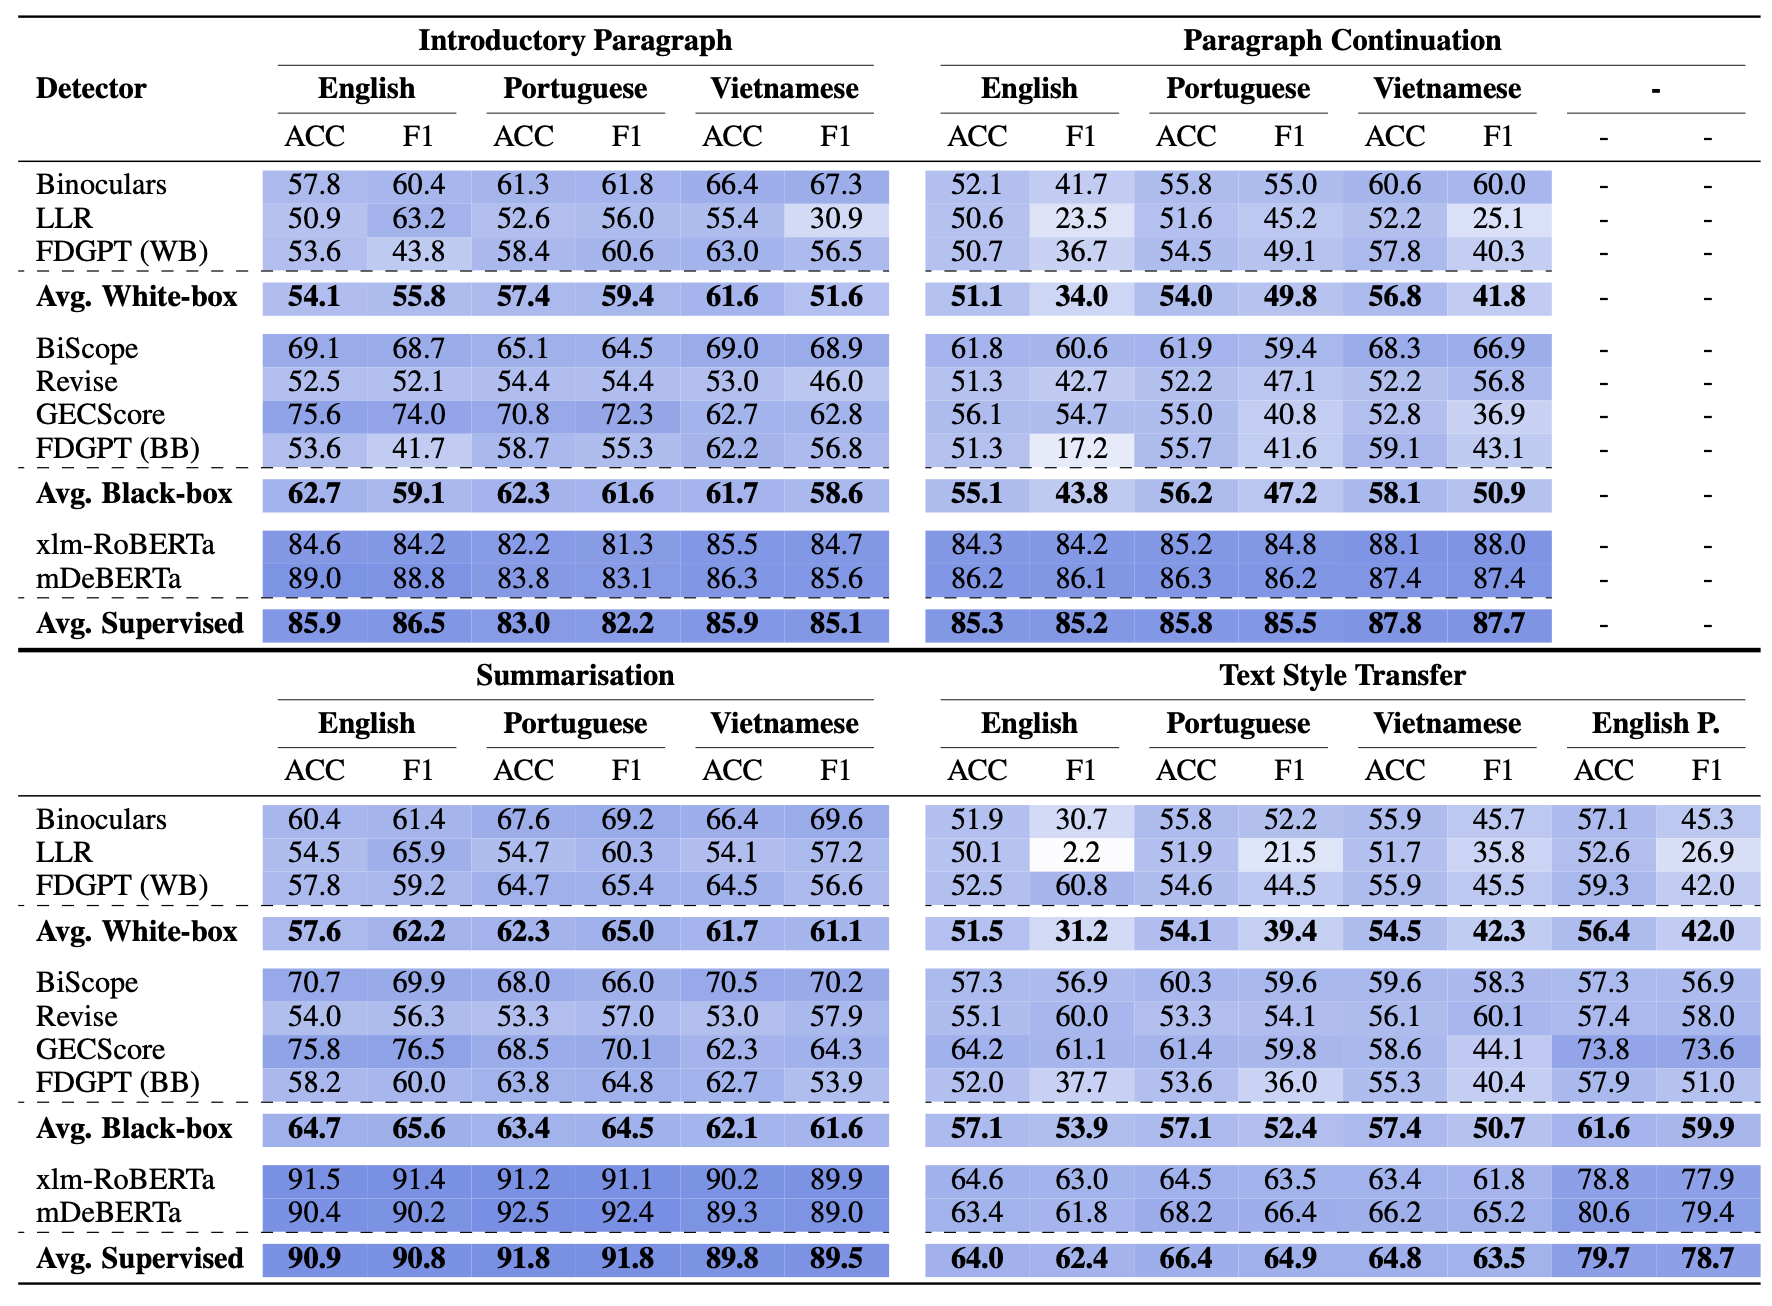 Introductory Paragraph Paragraph Continuation
Detector English Portuguese Vietnamese English Portuguese Vietnamese -
ACC F1 ACC F1 ACC F1 ACC F1 ACC F1 ACC F1 - -
Binoculars 57.8 60.4 61.3 61.8 66.4 67.3 52.1 41.7 55.8 55.0 60.6 60.0 - -
LLR 50.9 63.2 52.6 56.0 55.4 30.9 50.6 23.5 51.6 45.2 52.2 25.1 - -
FDGPT (WB) 53.6 43.8 58.4 60.6 63.0 56.5 50.7 36.7 54.5 49.1 57.8 40.3 - -
Avg. White-box 54.1 55.8 57.4 59.4 61.6 51.6 51.1 34.0 54.0 49.8 56.8 41.8 - -
BiScope 69.1 68.7 65.1 64.5 69.0 68.9 61.8 60.6 61.9 59.4 68.3 66.9 - -
Revise 52.5 52.1 54.4 54.4 53.0 46.0 51.3 42.7 52.2 47.1 52.2 56.8 - -
GECScore 75.6 74.0 70.8 72.3 62.7 62.8 56.1 54.7 55.0 40.8 52.8 36.9 - -
FDGPT (BB) 53.6 41.7 58.7 55.3 62.2 56.8 51.3 17.2 55.7 41.6 59.1 43.1 - -
Avg. Black-box 62.7 59.1 62.3 61.6 61.7 58.6 55.1 43.8 56.2 47.2 58.1 50.9 - -
xlm-RoBERTa 84.6 84.2 82.2 81.3 85.5 84.7 84.3 84.2 85.2 84.8 88.1 88.0 - -
mDeBERTa 89.0 88.8 83.8 83.1 86.3 85.6 86.2 86.1 86.3 86.2 87.4 87.4 - -
Avg. Supervised 85.9 86.5 83.0 82.2 85.9 85.1 85.3 85.2 85.8 85.5 87.8 87.7 - -
Summarisation Text Style Transfer
English Portuguese Vietnamese English Portuguese Vietnamese English P.
ACC F1 ACC F1 ACC F1 ACC F1 ACC F1 ACC F1 ACC F1
Binoculars 60.4 61.4 67.6 69.2 66.4 69.6 51.9 30.7 55.8 52.2 55.9 45.7 57.1 45.3
LLR 54.5 65.9 54.7 60.3 54.1 57.2 50.1 2.2 51.9 21.5 51.7 35.8 52.6 26.9
FDGPT (WB) 57.8 59.2 64.7 65.4 64.5 56.6 52.5 60.8 54.6 44.5 55.9 45.5 59.3 42.0
Avg. White-box 57.6 62.2 62.3 65.0 61.7 61.1 51.5 31.2 54.1 39.4 54.5 42.3 56.4 42.0
BiScope 70.7 69.9 68.0 66.0 70.5 70.2 57.3 56.9 60.3 59.6 59.6 58.3 57.3 56.9
Revise 54.0 56.3 53.3 57.0 53.0 57.9 55.1 60.0 53.3 54.1 56.1 60.1 57.4 58.0
GECScore 75.8 76.5 68.5 70.1 62.3 64.3 64.2 61.1 61.4 59.8 58.6 44.1 73.8 73.6
FDGPT (BB) 58.2 60.0 63.8 64.8 62.7 53.9 52.0 37.7 53.6 36.0 55.3 40.4 57.9 51.0
Avg. Black-box 64.7 65.6 63.4 64.5 62.1 61.6 57.1 53.9 57.1 52.4 57.4 50.7 61.6 59.9
xlm-RoBERTa 91.5 91.4 91.2 91.1 90.2 89.9 64.6 63.0 64.5 63.5 63.4 61.8 78.8 77.9
mDeBERTa 90.4 90.2 92.5 92.4 89.3 89.0 63.4 61.8 68.2 66.4 66.2 65.2 80.6 79.4
Avg. Supervised 90.9 90.8 91.8 91.8 89.8 89.5 64.0 62.4 66.4 64.9 64.8 63.5 79.7 78.7